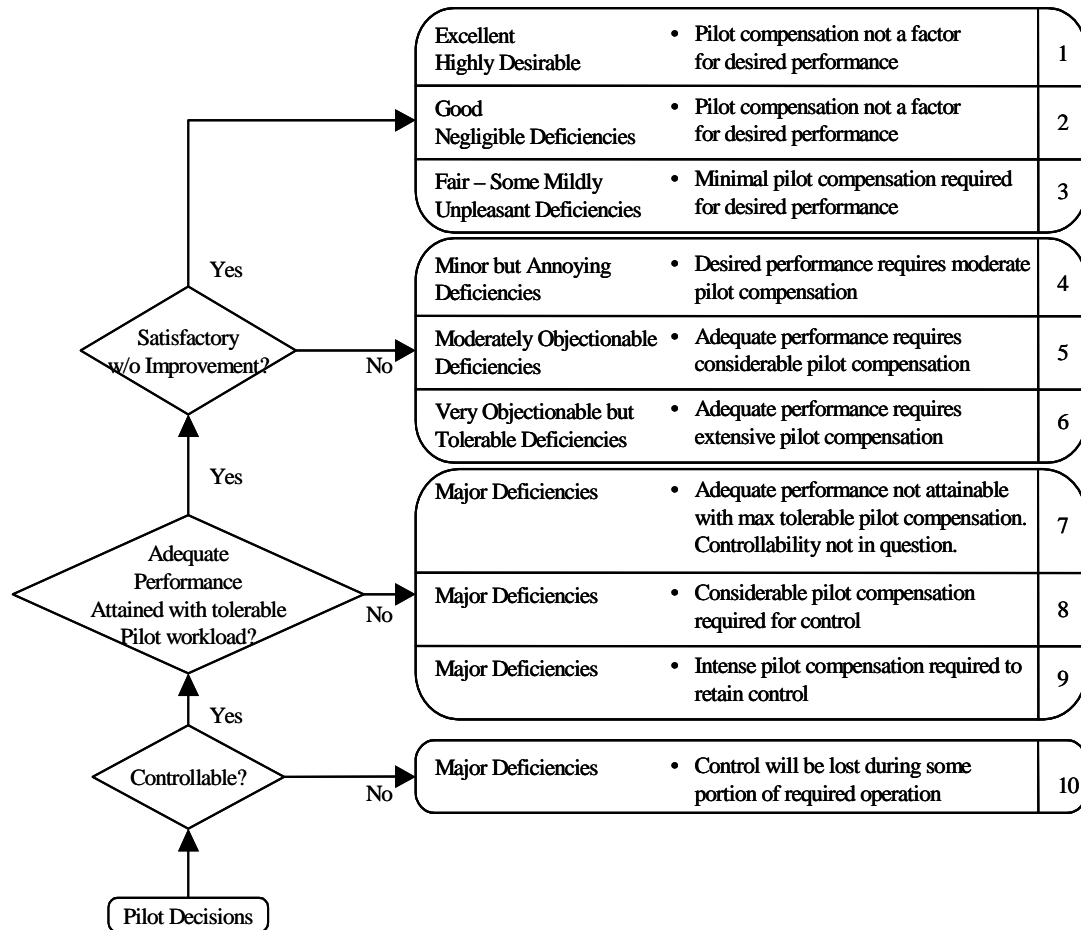 Excellent
Highly Desirable
• Pilot compensation not a factor
for desired performance
1
Good
Negligible Deficiencies
• Pilot compensation not a factor
for desired performance
2
Fair – Some Mildly
Unpleasant Deficiencies
• Minimal pilot compensation required
for desired performance
3
Yes
Satisfactory
w/o Improvement?
No
Minor but Annoying
Deficiencies
• Desired performance requires moderate
pilot compensation
4
Moderately Objectionable
Deficiencies
• Adequate performance requires
considerable pilot compensation
5
Very Objectionable but
Tolerable Deficiencies
• Adequate performance requires
extensive pilot compensation
6
Yes
Adequate
Performance
Attained with tolerable
Pilot workload?
No
Major Deficiencies
• Adequate performance not attainable
with max tolerable pilot compensation.
Controllability not in question.
7
Major Deficiencies
• Considerable pilot compensation
required for control
8
Major Deficiencies
• Intense pilot compensation required to
retain control
9
Yes
Controllable?
No
Major Deficiencies
• Control will be lost during some
portion of required operation
10
Pilot Decisions